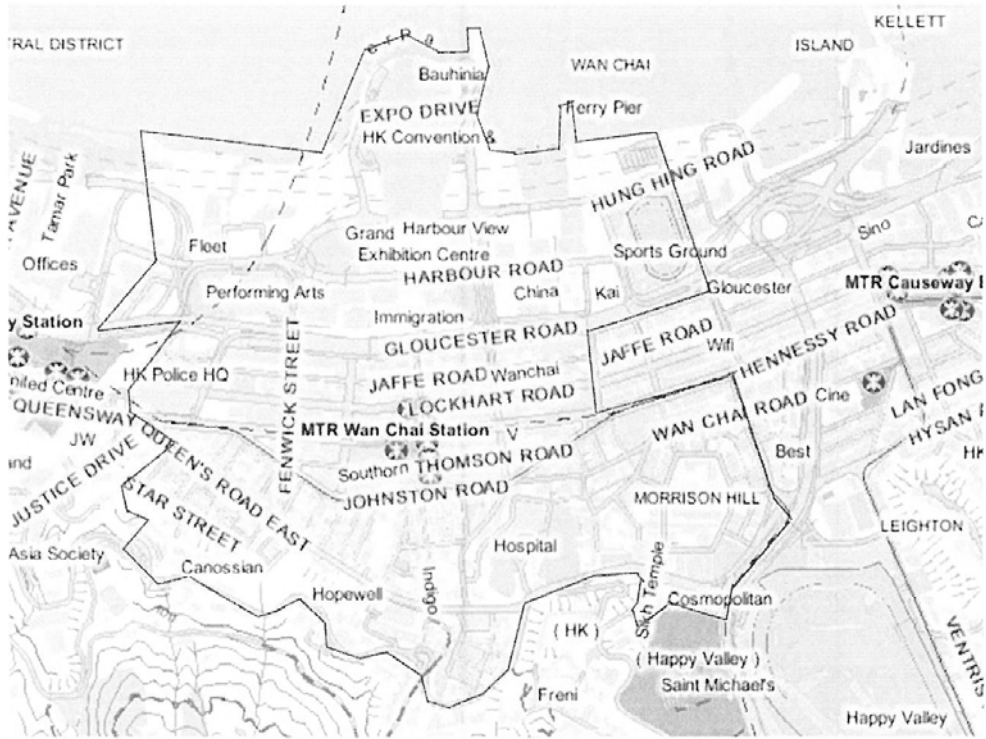 KELLETT
ISLAND
TRAL DISTRICT
WAN CHAI
Bauhinia
EXPO DRIVE
Ferry Pier
HK Convention &
Jardines
HUNG HING ROAD
AVENUE
Tamar Park
Sino
Grand
Harbour View
Fleet
Exhibition Centre
Sports Ground
Offices
HARBOUR ROAD
MTR Causeway
Performing Arts
China
Kai
Gloucester
Immigration
y Station
GLOUCESTER ROAD
JAFFE ROAD
Wifi
HENNESSY ROAD
FENWICK STREET
HK Police HQ
JAFFE ROAD
Wanchai
nited Centre
LOCKHART ROAD
WAN CHAI ROAD
Cine
LAN FONG
QUEENSWAY
QUEEN'S ROAD EAST
MTR Wan Chai Station
V
HYSAN
JW
Best
HK
and
Southorn
THOMSON ROAD
JUSTICE DRIVE
JOHNSTON ROAD
MORRISON HILL
STAR STREET
LEIGHTON
Asia Society
Hospital
Canossian
Hopewell
Indigo
Sikh Temple
Cosmopolitan
( HK )
VENTRIS
( Happy Valley )
Saint Michael's
Freni
Happy Valley